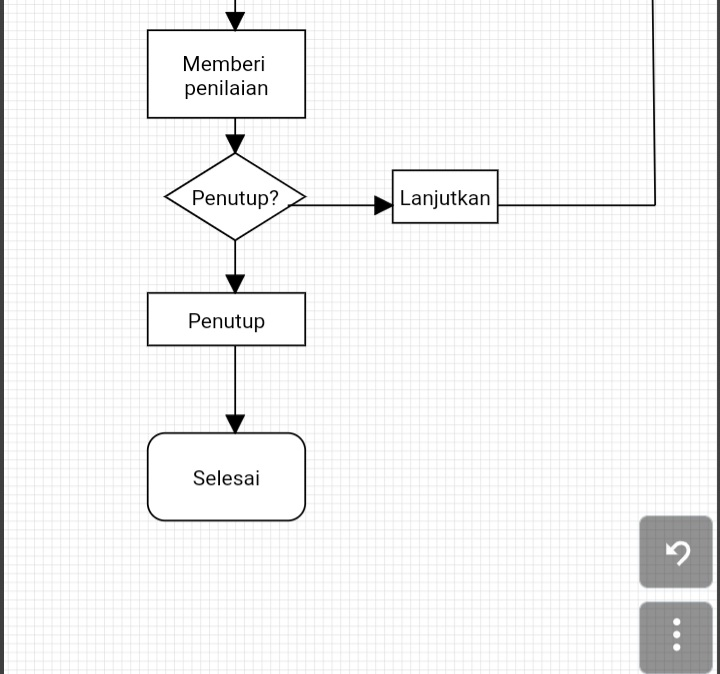 Memberi
penilaian
Penutup?
Lanjutkan
Penutup
Selesai